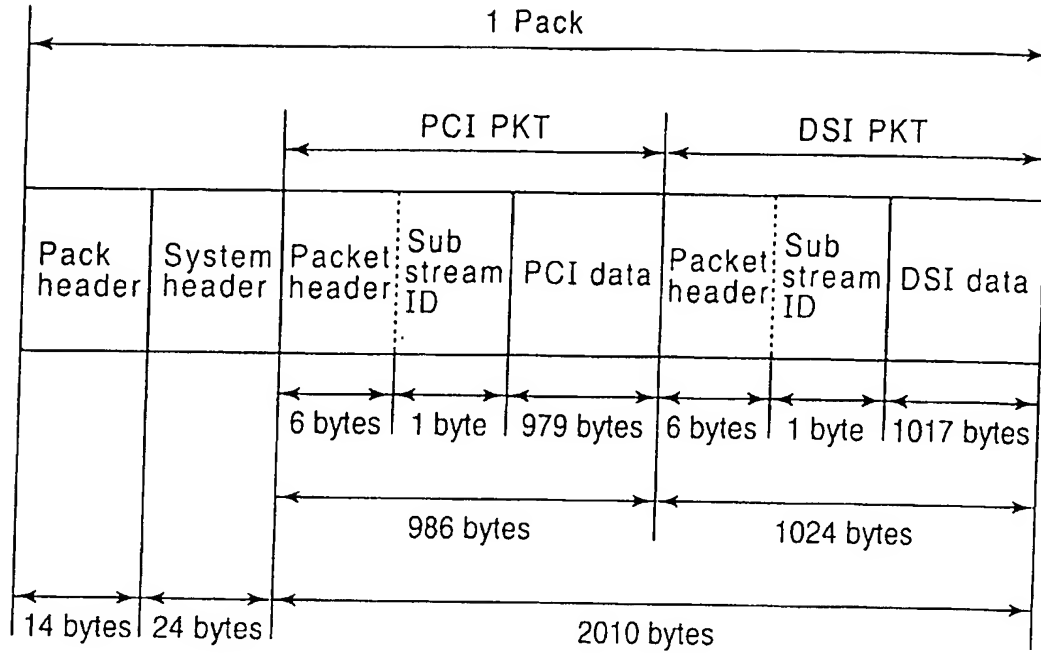 1 Pack
PCI PKT
DSI PKT
Pack
header
System
header
Packet
header
Sub
stream
ID
PCI data
Packet
header
Sub
stream
ID
DSI data
6 bytes
1 byte
979 bytes
6 bytes
1 byte
1017 bytes
986 bytes
1024 bytes
14 bytes
24 bytes
2010 bytes